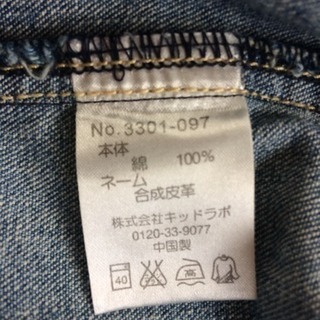 No.3301-097
本体
綿 100%
ネーム
合成皮革
株式会社キッドラボ
0120-33-9077
中国製
40